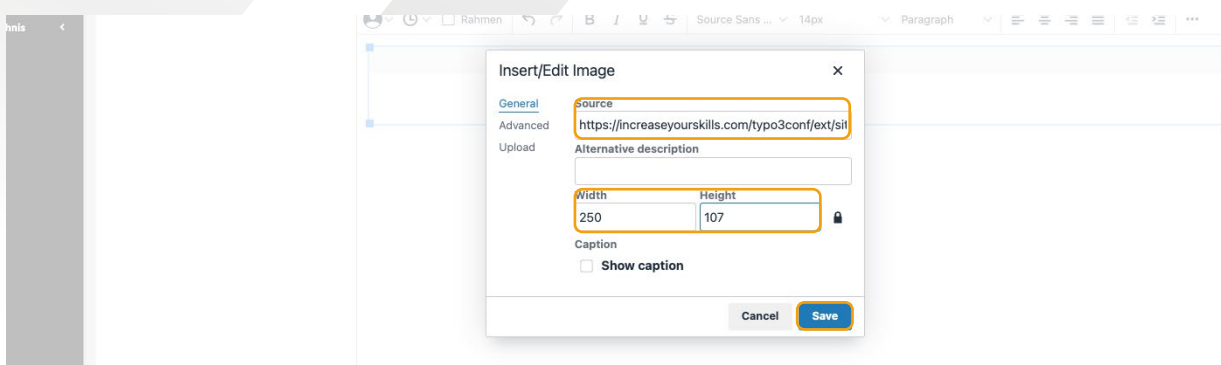 hnis <
Rahmen B I U S Source Sans ... 14px Paragraph ...
Insert/Edit Image ×
General
Source
Advanced
https://increaseyourskills.com/typo3conf/ext/sit
Upload
Alternative description
Width Height
250 107
Caption
Show caption
Cancel Save